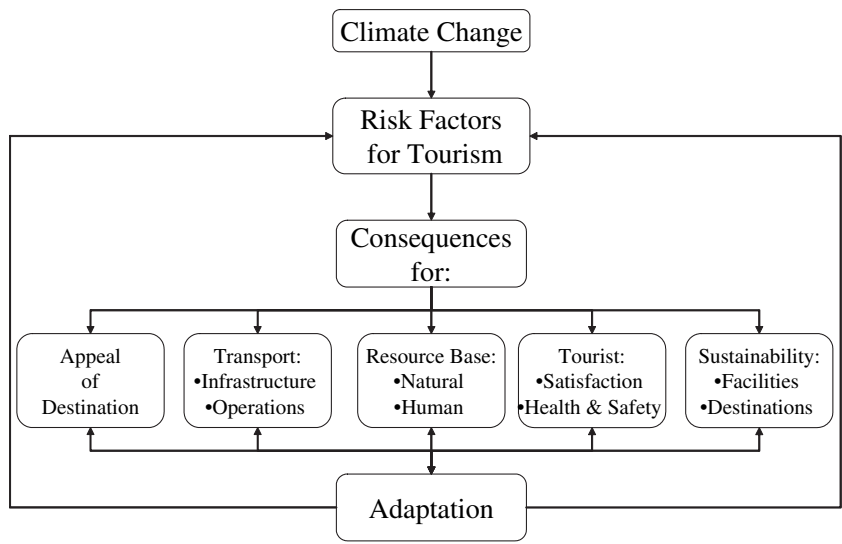 Climate Change
Risk Factors
for Tourism
Consequences
for:
Appeal
of
Destination
Transport:
•Infrastructure
•Operations
Resource Base:
•Natural
•Human
Tourist:
•Satisfaction
•Health & Safety
Sustainability:
•Facilities
•Destinations
Adaptation